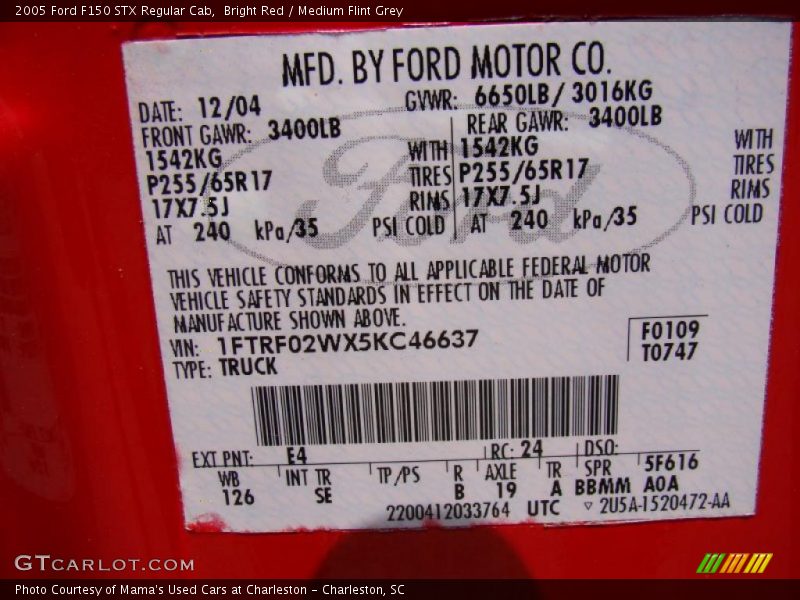 2005 Ford F150 STX Regular Cab,  Bright Red / Medium Flint Grey
MFD. BY FORD MOTOR CO.
DATE: 12/04 GVWR: 6650LB/ 3016KG
FRONT GAWR: 3400LB REAR GAWR: 3400LB
1542KG WITH 1542KG WITH
P255/65R17 TIRES P255/65R17 TIRES
17X7.5J RIMS 17X7.5J RIMS
AT 240 kPa/35 PSI COLD AT 240 kPa/35 PSI COLD
Ford
THIS VEHICLE CONFORMS TO ALL APPLICABLE FEDERAL MOTOR
VEHICLE SAFETY STANDARDS IN EFFECT ON THE DATE OF
MANUFACTURE SHOWN ABOVE.
VIN: 1FTRF02WX5KC46637 F0109
TYPE: TRUCK T0747
EXT PNT: E4 RC: 24 DSO:
WB INT TR TP/PS R AXLE TR SPR 5F616
126 SE B 19 A BBMM A0A
2200412033764 UTC ▽ 2U5A-1520472-AA
GTCARLOT.COM
Photo Courtesy of Mama's Used Cars at Charleston - Charleston, SC